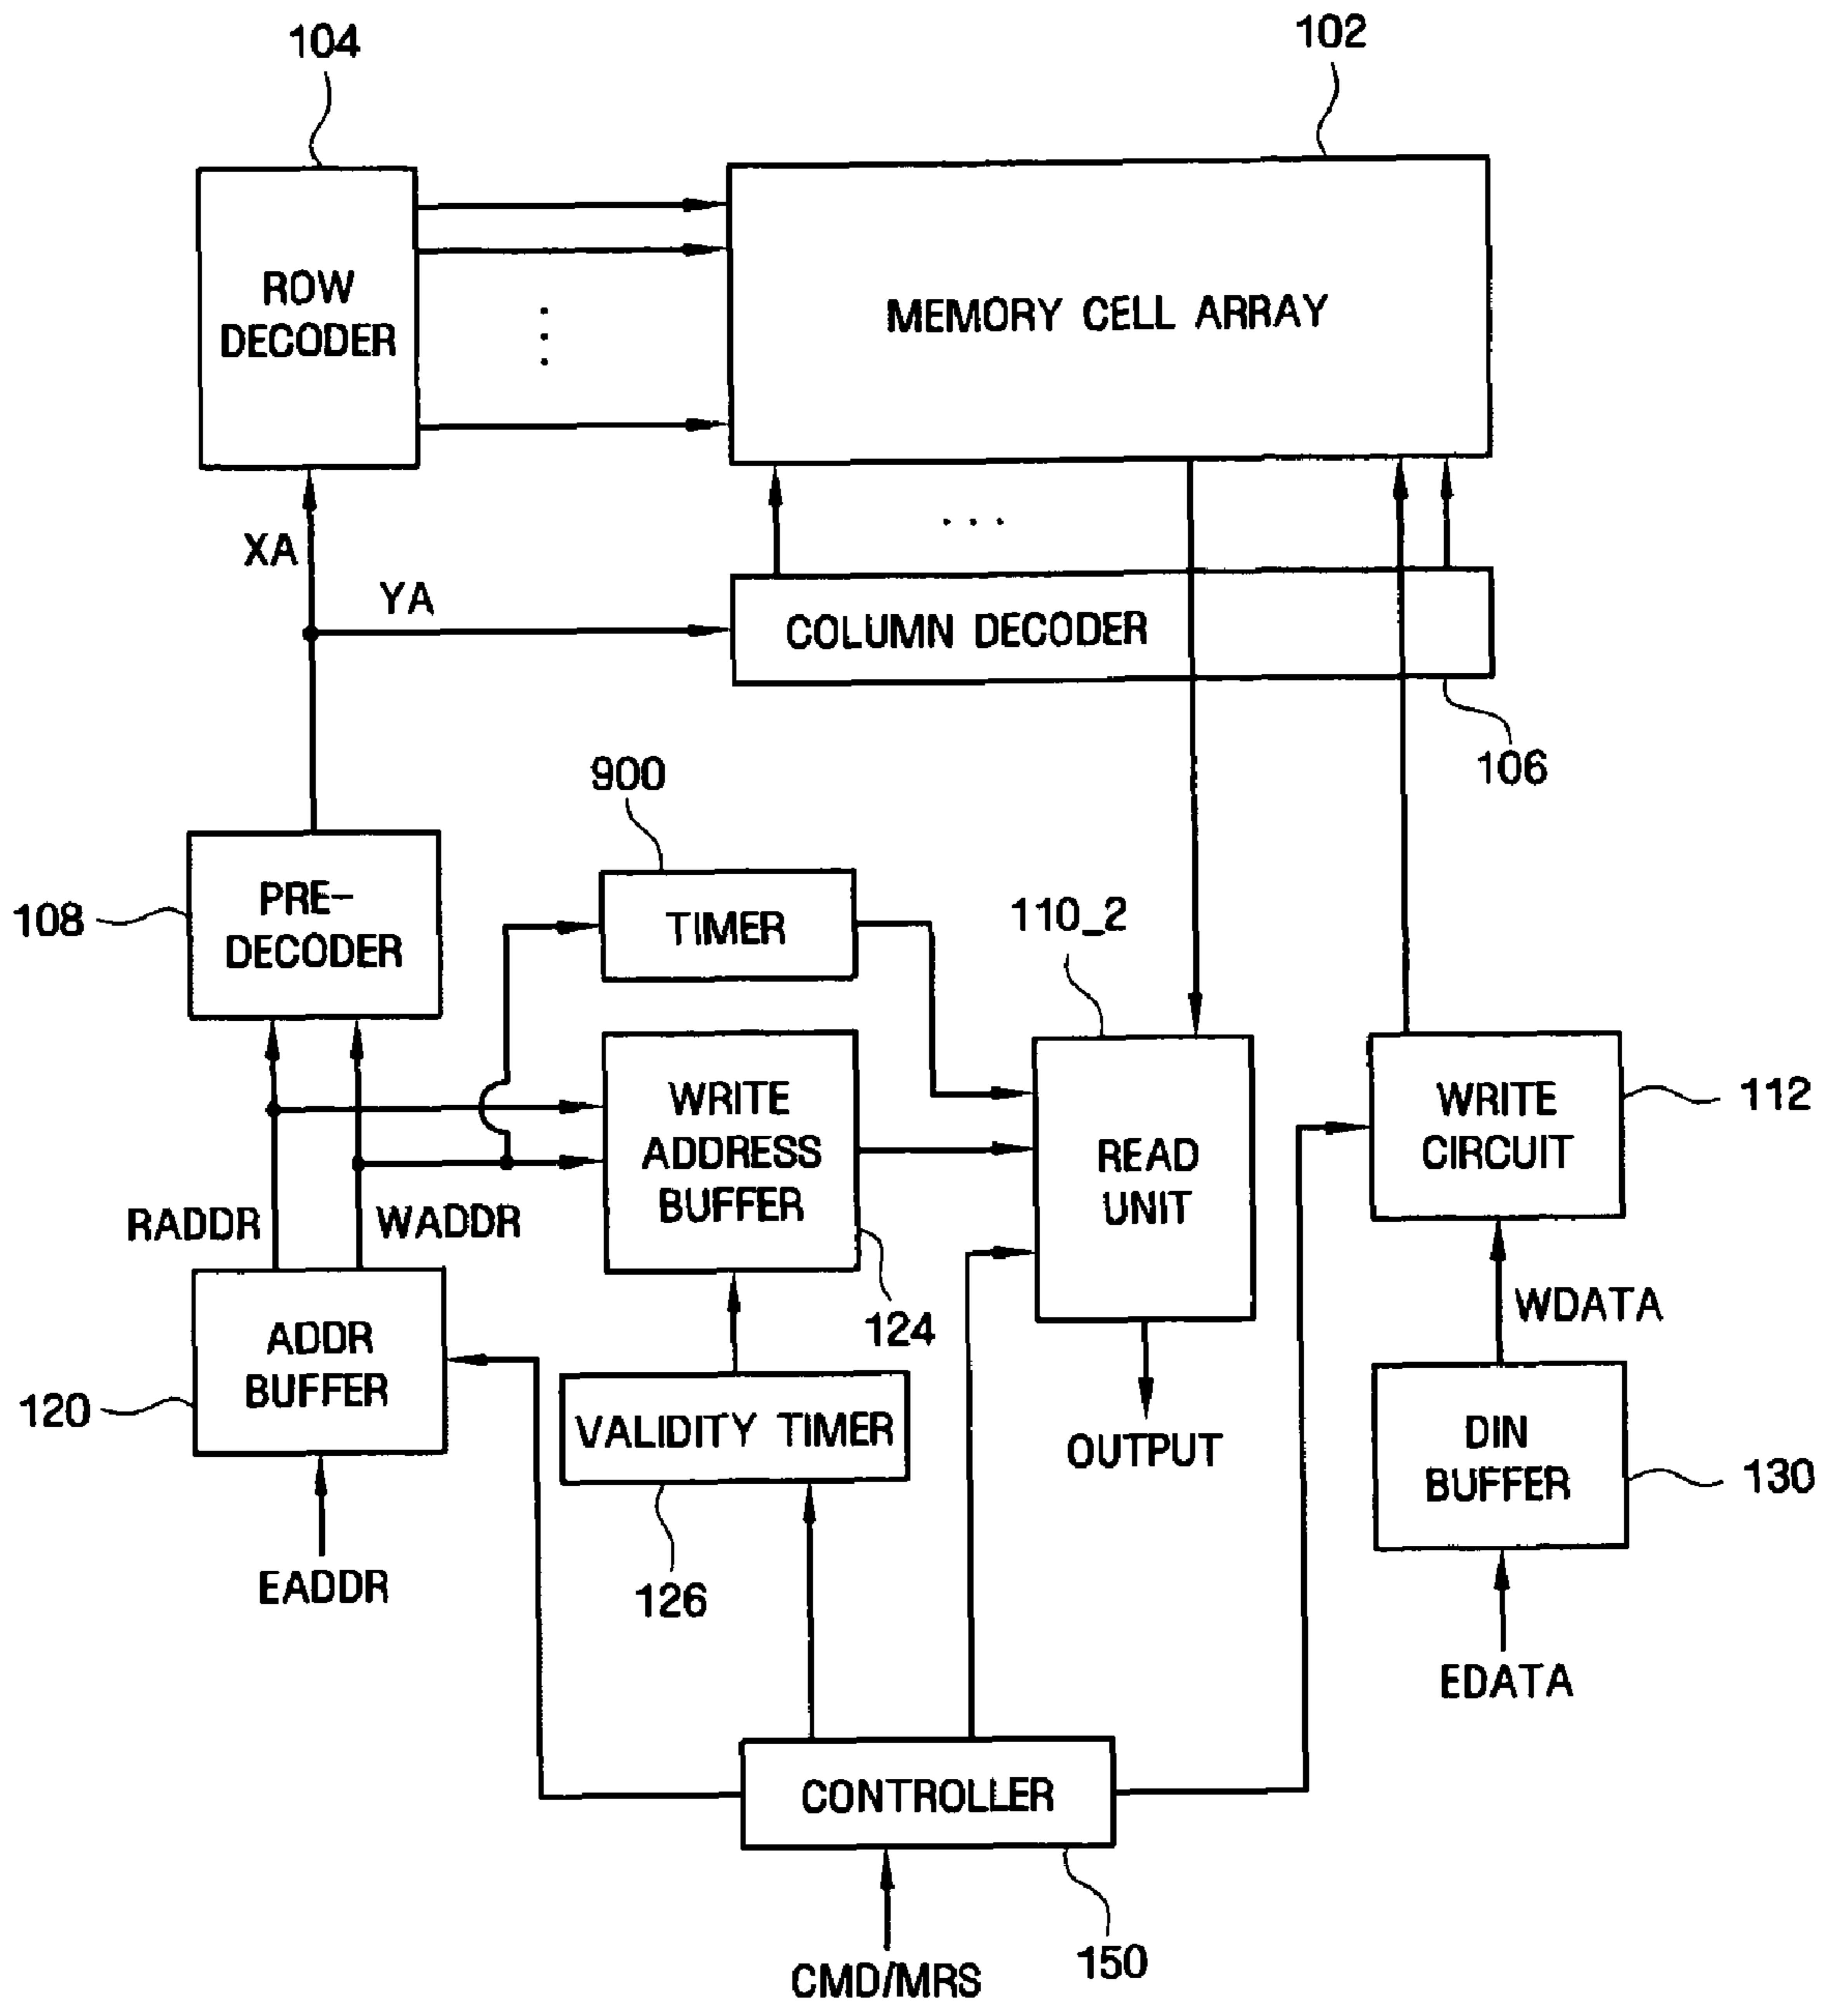 104
102
ROW
DECODER
MEMORY CELL ARRAY
XA
YA
COLUMN DECODER
106
900
PRE-
DECODER
108
TIMER
110_2
WRITE
ADDRESS
BUFFER
READ
UNIT
WRITE
CIRCUIT
112
RADDR
WADDR
124
WDATA
ADDR
BUFFER
120
VALIDITY TIMER
OUTPUT
DIN
BUFFER
130
EADDR
126
EDATA
CONTROLLER
150
CMD/MRS